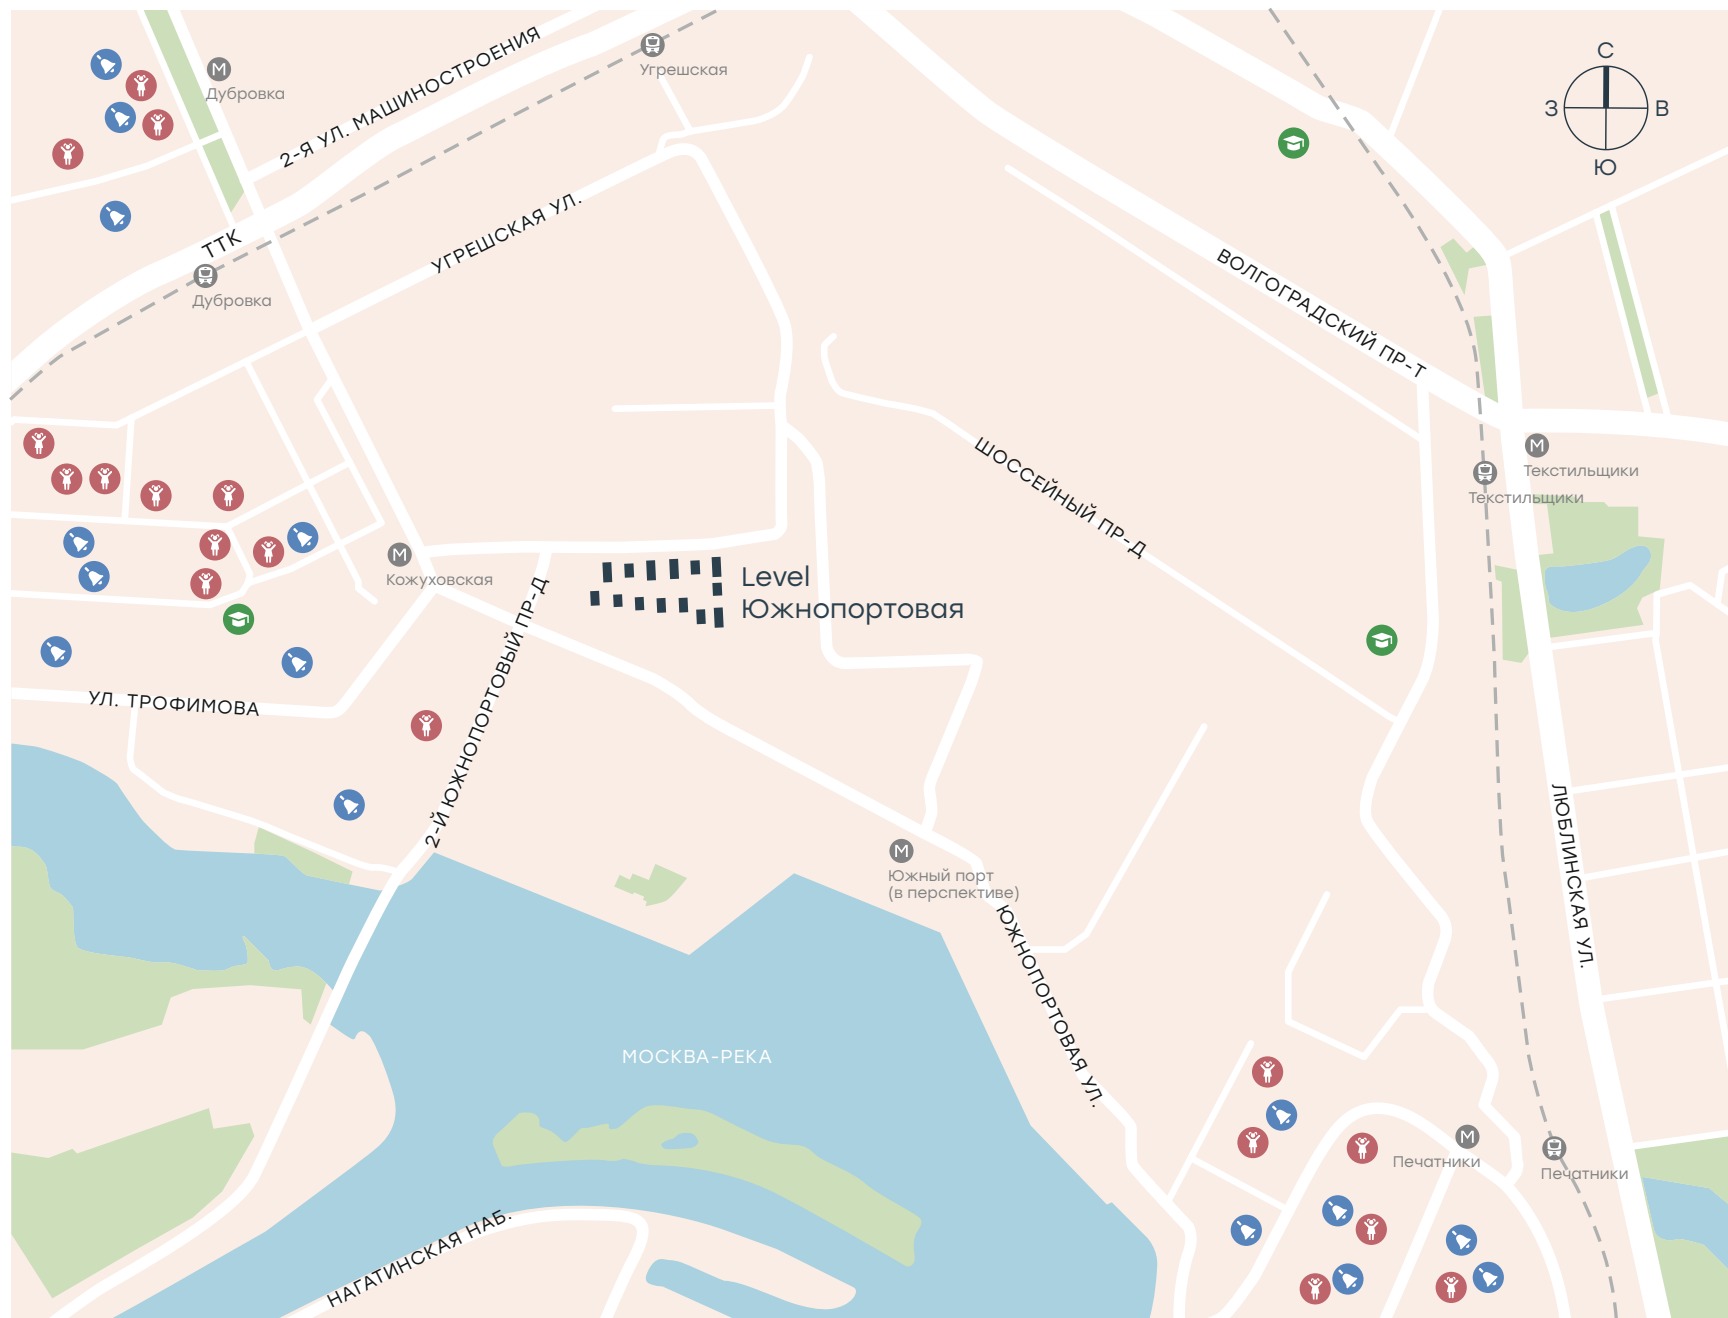 С
З
В
Ю
М
Дубровка
2-Я УЛ. МАШИНОСТРОЕНИЯ
Угрешская
ТТК
Дубровка
УГРЕШСКАЯ УЛ.
ВОЛГОГРАДСКИЙ ПР-Т
М
Текстильщики
Текстильщики
ШОССЕЙНЫЙ ПР-Д
М
Кожуховская
Level
Южнопортовая
УЛ. ТРОФИМОВА
2-Й ЮЖНОПОРТОВЫЙ ПР-Д
М
Южный порт
(в перспективе)
ЮЖНОПОРТОВАЯ УЛ.
ЛЮБЛИНСКАЯ УЛ.
МОСКВА-РЕКА
М
Печатники
Печатники
НАГАТИНСКАЯ НАБ.